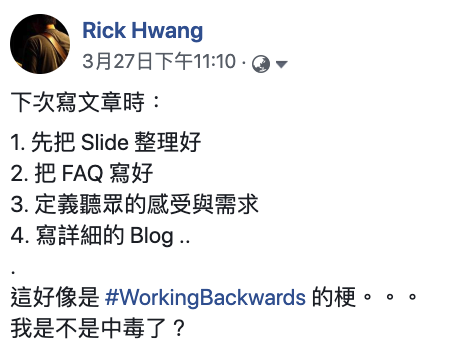 Rick Hwang
3月27日下午11:10 ·
下次寫文章時：
1. 先把 Slide 整理好
2. 把 FAQ 寫好
3. 定義聽眾的感受與需求
4. 寫詳細的 Blog ..
.
這好像是 #WorkingBackwards 的梗。。。
我是不是中毒了？